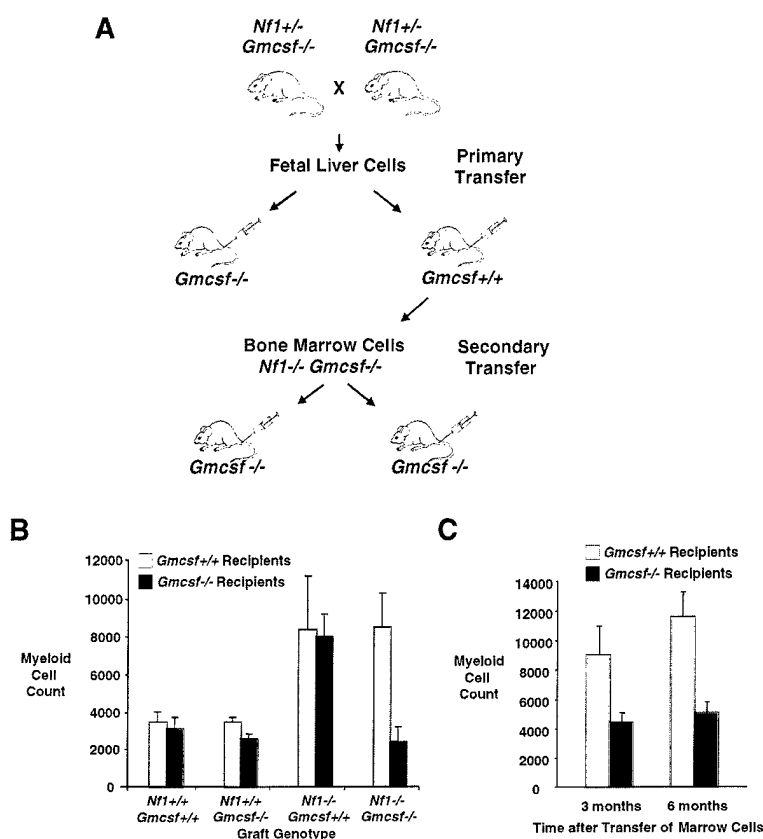 A
Nf1+/- Nf1+/-
Gmcsf-/- Gmcsf-/-
X
Fetal Liver Cells
Primary
Transfer
Gmcsf-/-
Gmcsf+/+
Bone Marrow Cells
Nf1-/- Gmcsf-/-
Secondary
Transfer
Gmcsf -/-
Gmcsf -/-
B
Gmcsf+/+ Recipients
Gmcsf-/- Recipients
12000
10000
8000
6000
4000
2000
0
Myeloid
Cell
Count
Nf1+/+ Nf1+/+ Nf1-/- Nf1-/-
Gmcsf+/+ Gmcsf-/- Gmcsf+/+ Gmcsf-/-
Graft Genotype
C
Gmcsf+/+ Recipients
Gmcsf-/- Recipients
14000
12000
10000
8000
6000
4000
2000
0
Myeloid
Cell
Count
3 months 6 months
Time after Transfer of Marrow Cells